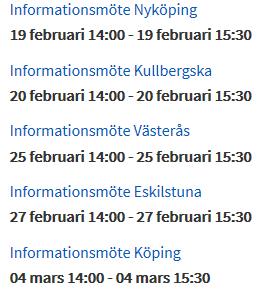 Informationsmöte Nyköping
19 februari 14:00 - 19 februari 15:30
Informationsmöte Kullbergska
20 februari 14:00 - 20 februari 15:30
Informationsmöte Västerås
25 februari 14:00 - 25 februari 15:30
Informationsmöte Eskilstuna
27 februari 14:00 - 27 februari 15:30
Informationsmöte Köping
04 mars 14:00 - 04 mars 15:30